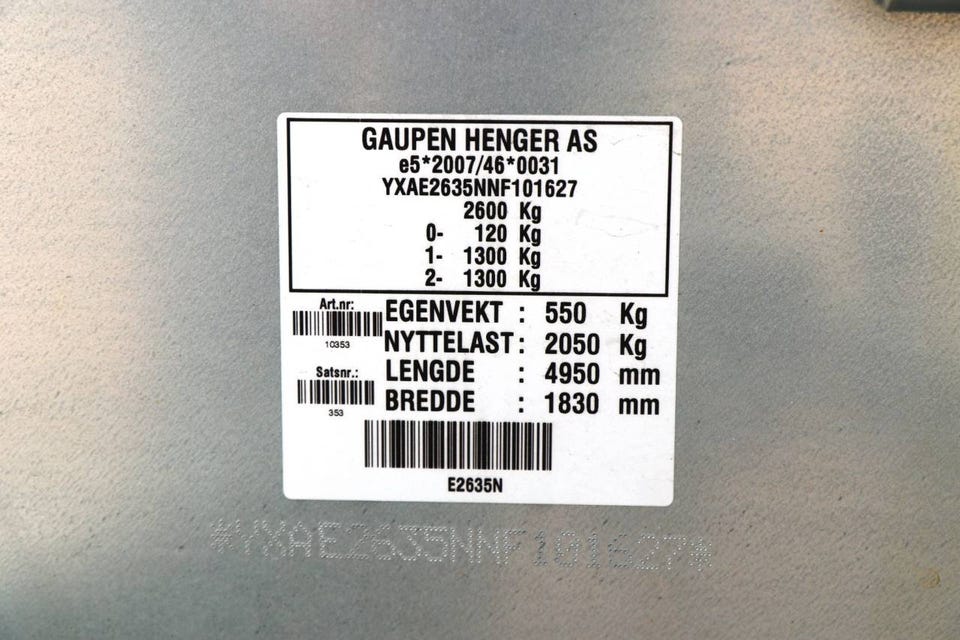 GAUPEN HENGER AS
e5*2007/46*0031
YXAE2635NNF101627
2600 Kg
0- 120 Kg
1- 1300 Kg
2- 1300 Kg
Art.nr:
10353
EGENVEKT : 550 Kg
NYTTELAST : 2050 Kg
Satsnr.:
353
LENGDE : 4950 mm
BREDDE : 1830 mm
E2635N
*YXAE2635NNF101627*